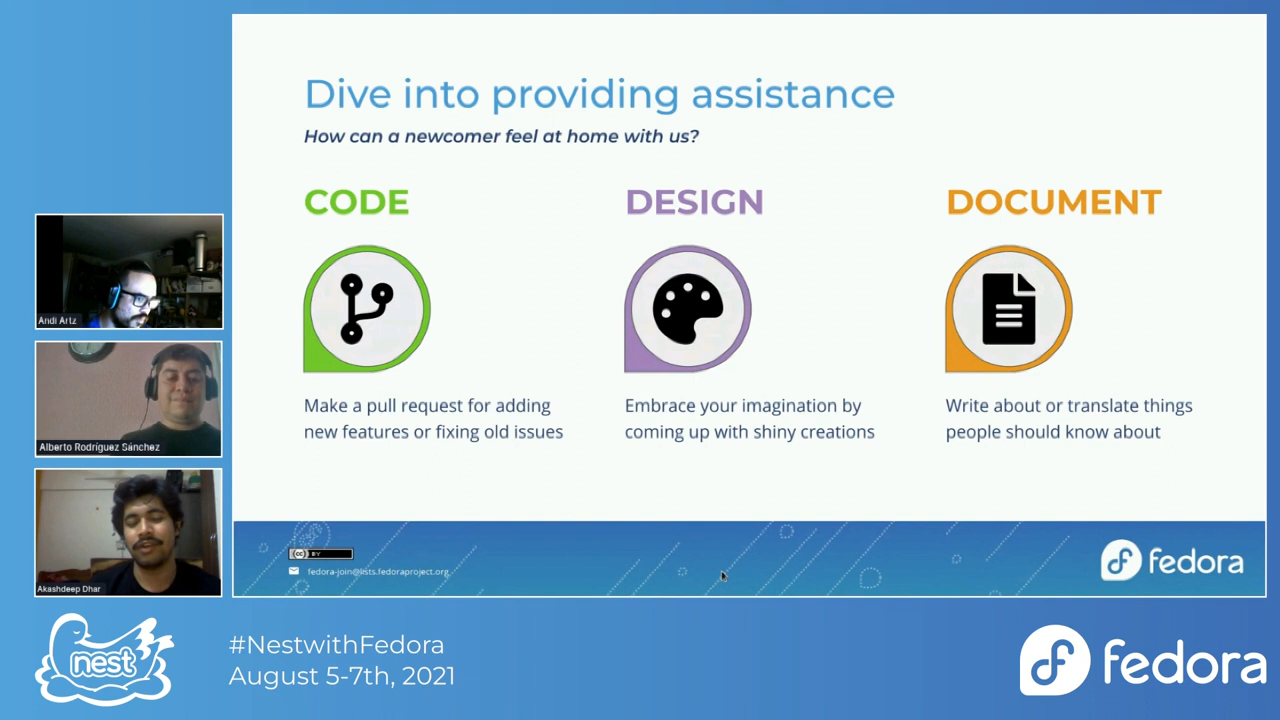 Dive into providing assistance
How can a newcomer feel at home with us?
CODE
DESIGN
DOCUMENT
Make a pull request for adding
new features or fixing old issues
Embrace your imagination by
coming up with shiny creations
Write about or translate things
people should know about
Andi Artz
Alberto Rodríguez Sánchez
Akashdeep Dhar
cc BY
fedora-join@lists.fedoraproject.org
fedora
nest
#NestwithFedora
August 5-7th, 2021
fedora